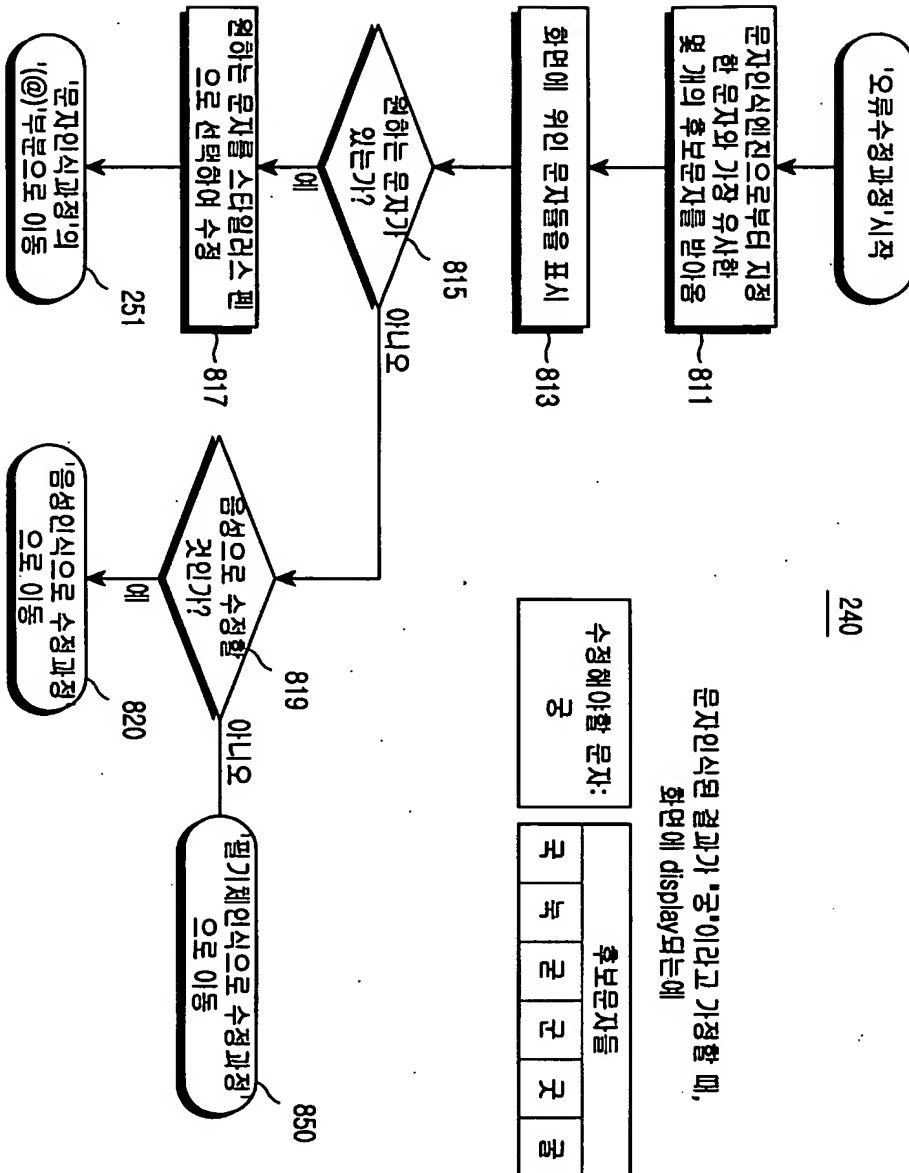 240
'오류수정과정'시작
문자인식엔진으로부터 지정
한 문자와 가장 유사한
몇 개의 후보문자를 받아옴
811
화면에 위인 문자들을 표시
813
원하는 문자가
있는가?
815
예
아니오
원하는 문자를 스타일러스 펜
으로 선택하여 수정
817
'문자인식과정'의
'(@)'부분으로 이동
251
음성으로 수정할
것인가?
819
예
아니오
'음성인식으로 수정과정
으로 이동
820
'필기체인식으로 수정과정'
으로 이동
850
문자인식된 결과가 '궁'이라고 가정할 때,
화면에 display되는예
수정해야할 문자:
궁
후보문자들
국 눅 굳 군 굿 굴